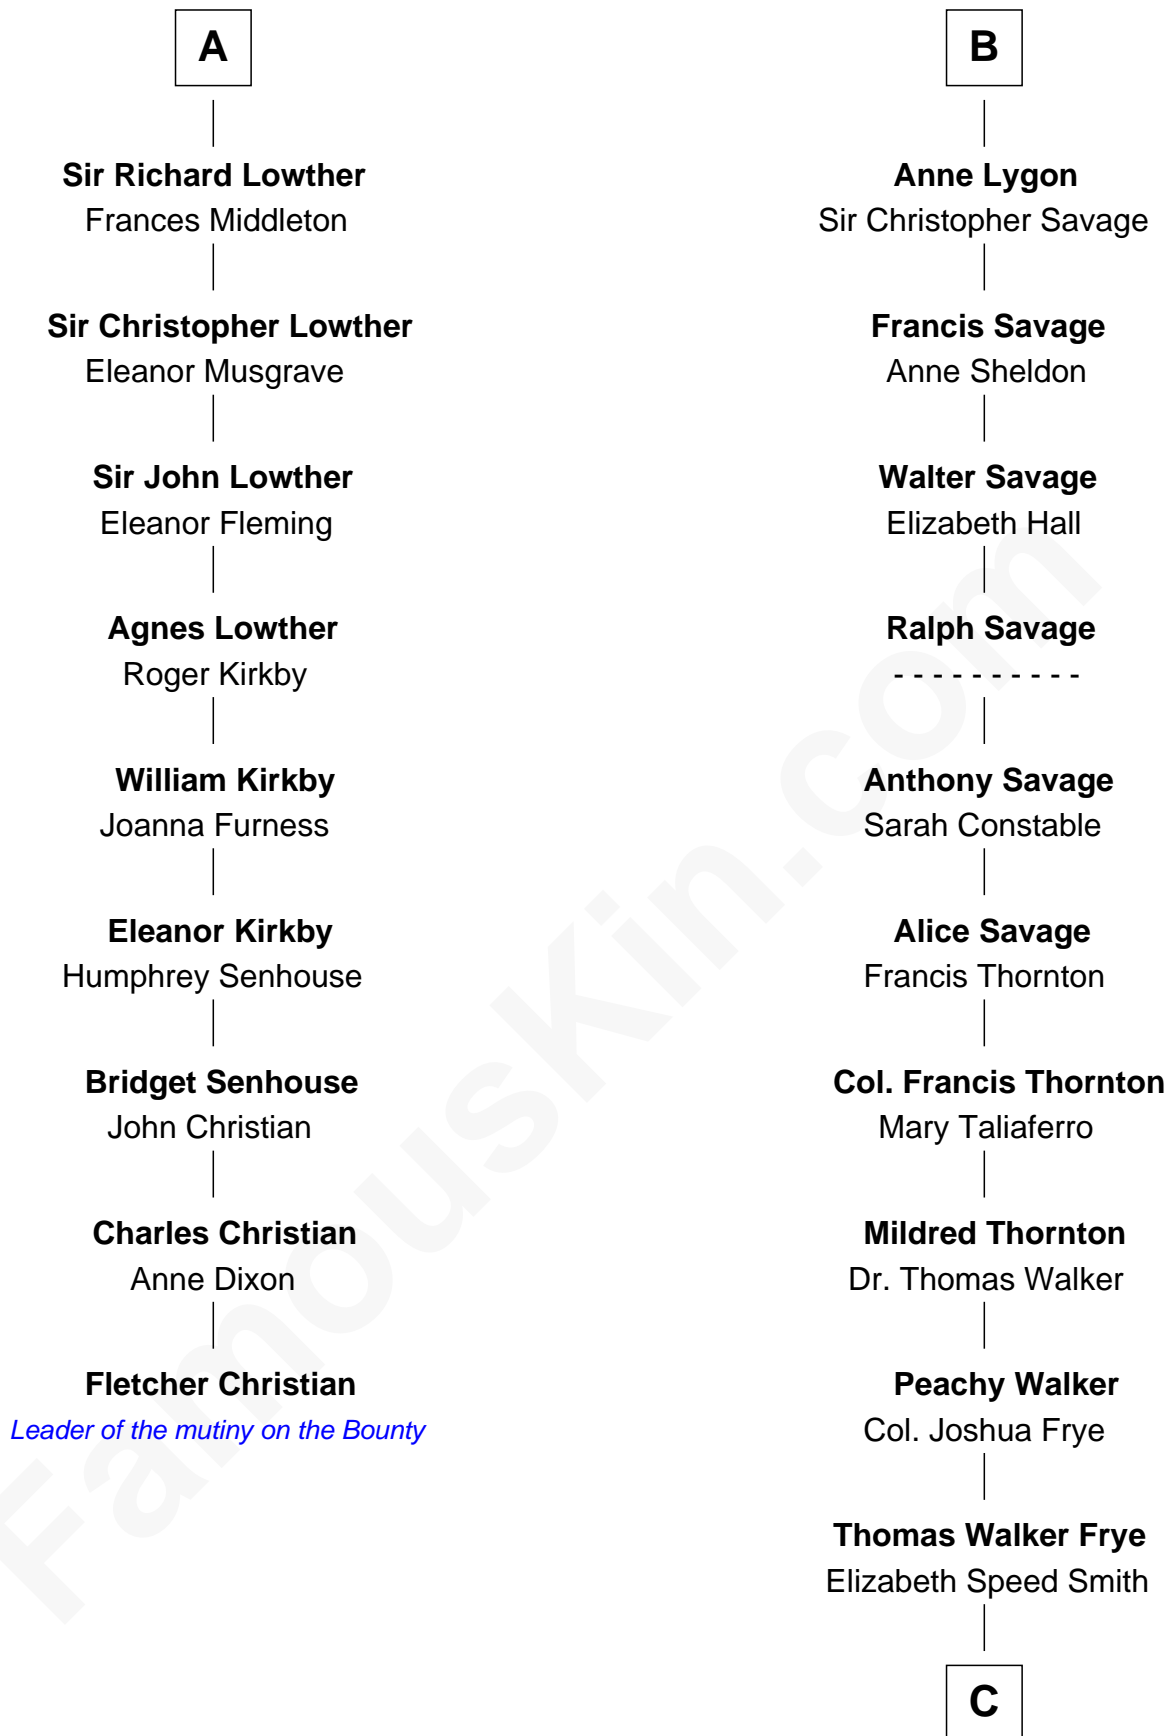 A
Sir Richard Lowther
Frances Middleton
Sir Christopher Lowther
Eleanor Musgrave
Sir John Lowther
Eleanor Fleming
Agnes Lowther
Roger Kirkby
William Kirkby
Joanna Furness
Eleanor Kirkby
Humphrey Senhouse
Bridget Senhouse
John Christian
Charles Christian
Anne Dixon
Fletcher Christian
Leader of the mutiny on the Bounty
B
Anne Lygon
Sir Christopher Savage
Francis Savage
Anne Sheldon
Walter Savage
Elizabeth Hall
Ralph Savage
- - - - - - - - - -
Anthony Savage
Sarah Constable
Alice Savage
Francis Thornton
Col. Francis Thornton
Mary Taliaferro
Mildred Thornton
Dr. Thomas Walker
Peachy Walker
Col. Joshua Frye
Thomas Walker Frye
Elizabeth Speed Smith
C
FamousKin.com